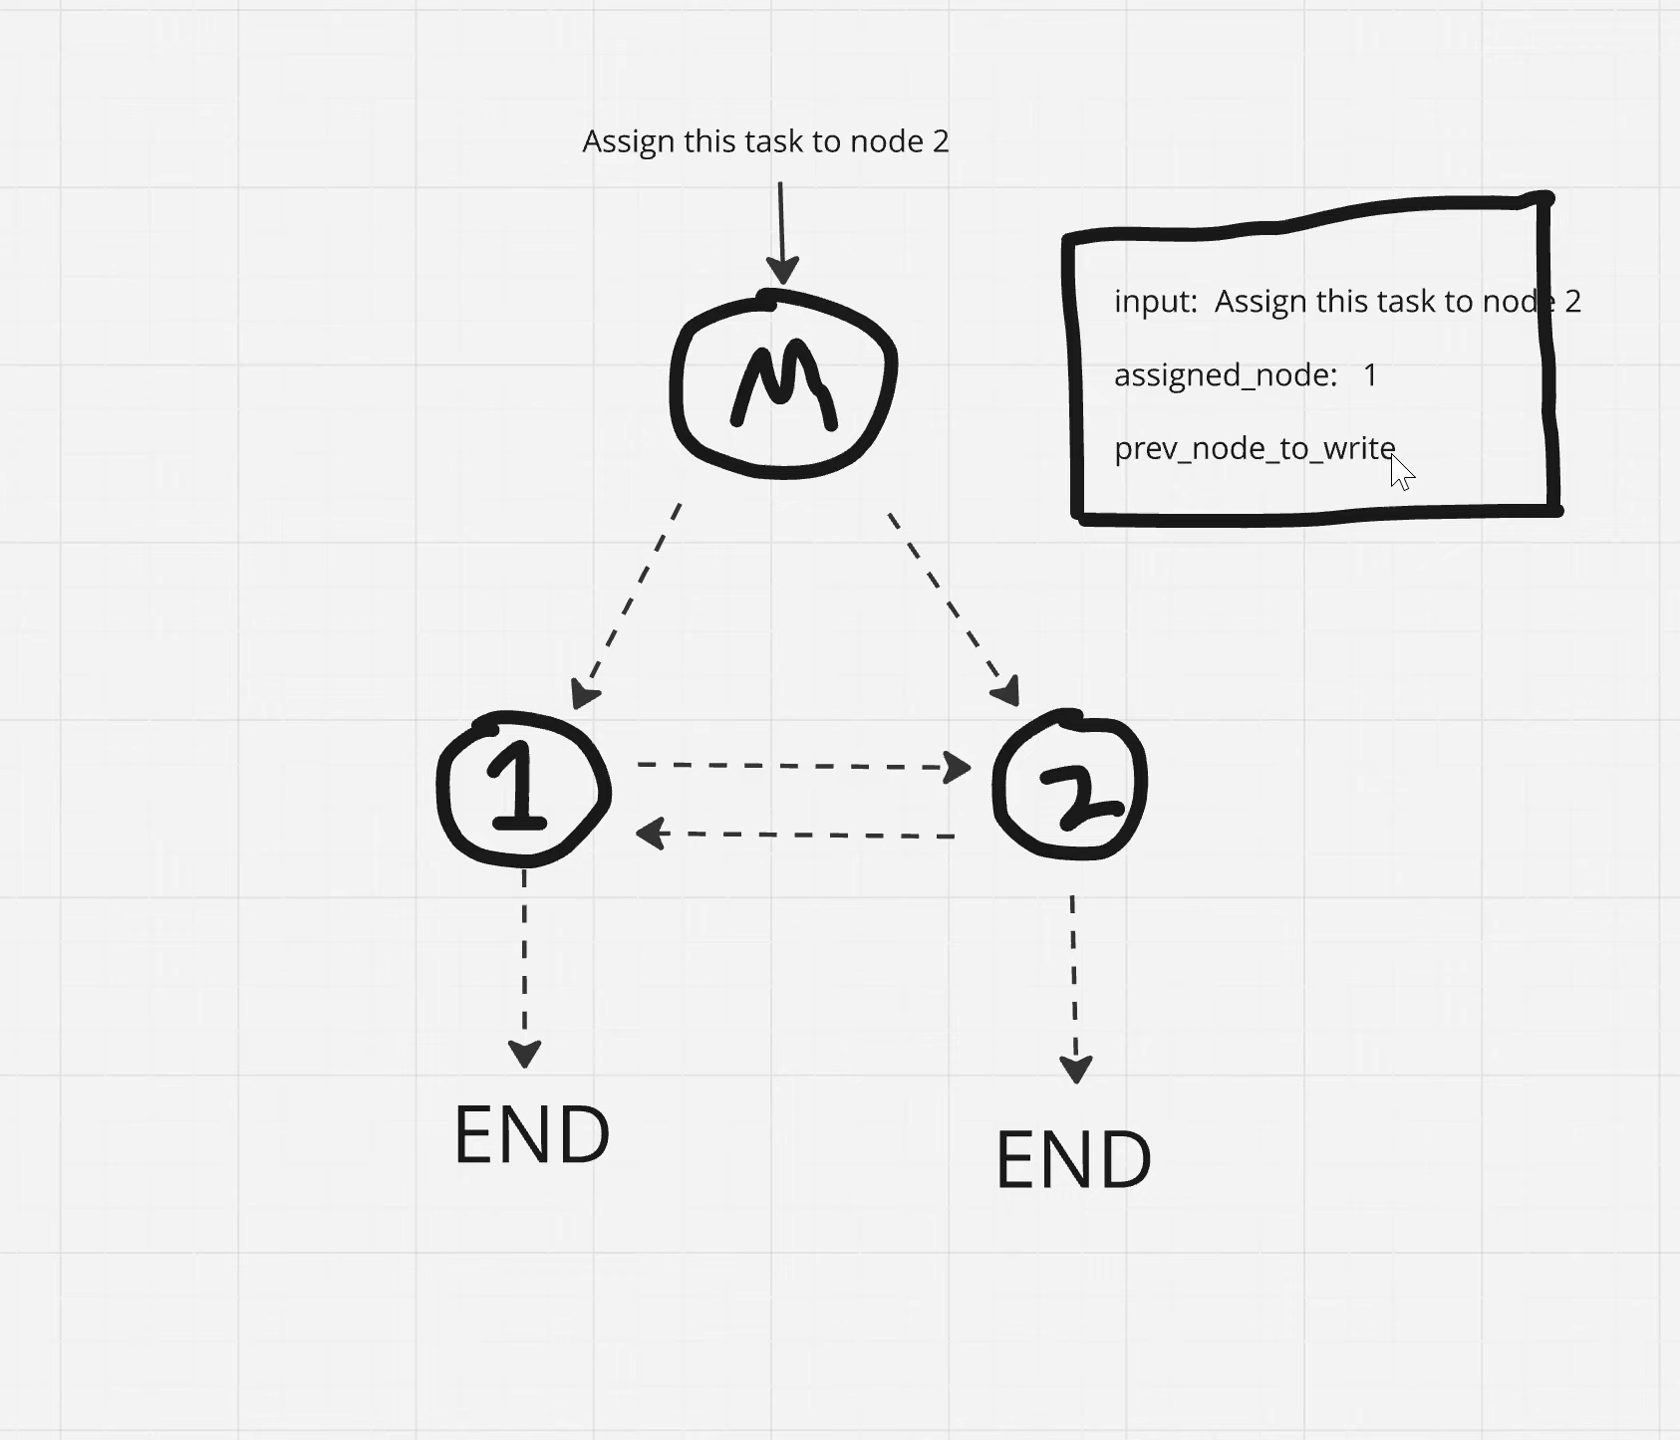 Assign this task to node 2
M
input: Assign this task to node 2
assigned_node: 1
prev_node_to_write
1
2
END
END